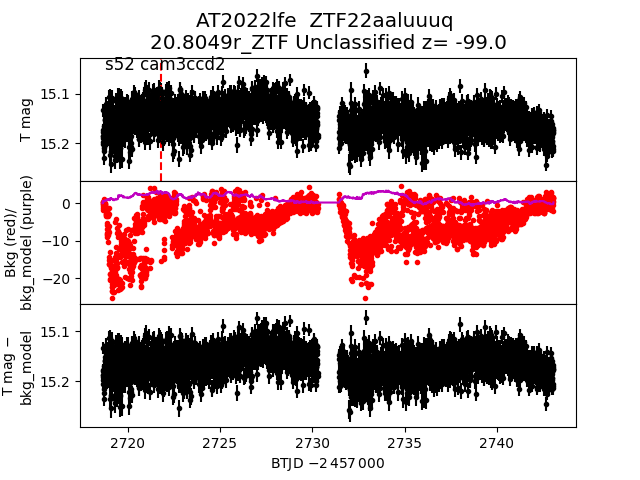 AT2022lfe  ZTF22aaluuuq
20.8049r_ZTF Unclassified z= -99.0
s52 cam3ccd2
T mag
15.1
15.2
Bkg (red)/
bkg_model (purple)
0
−10
−20
T mag −
bkg_model
15.1
15.2
2720
2725
2730
2735
2740
BTJD −2 457 000